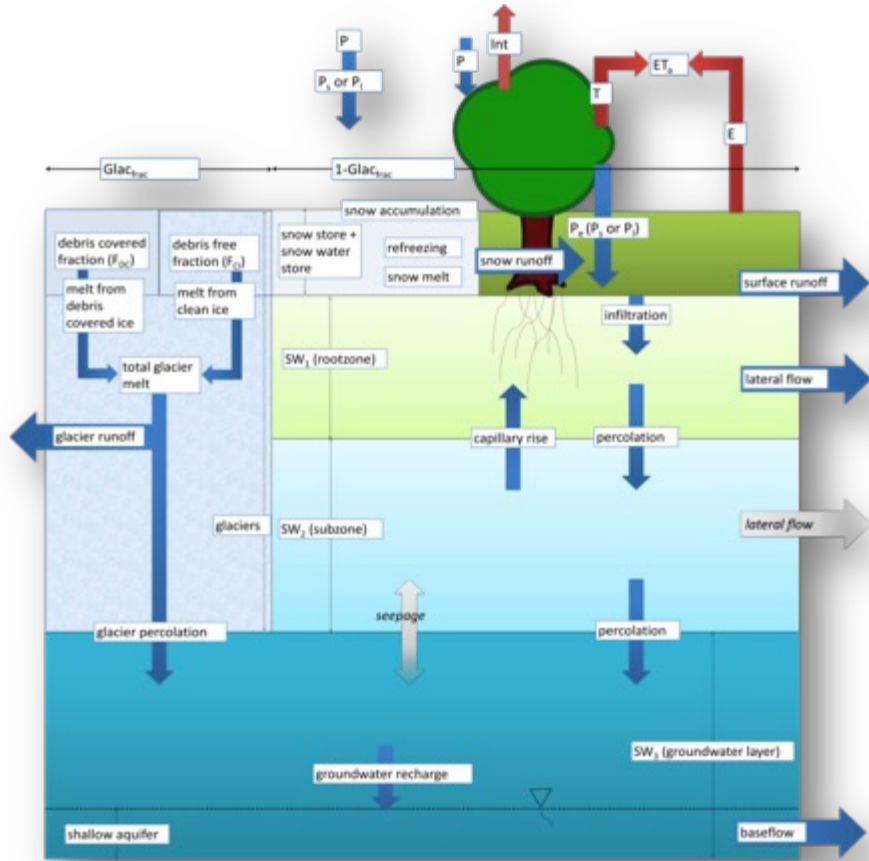 Int
P
P
ETa
Ps or Pl
T
E
Glacfrac
1-Glacfrac
snow accumulation
debris covered
fraction (FDC)
debris free
fraction (FCI)
snow store +
snow water
store
refreezing
snow melt
snow runoff
Pe (Ps or Pl)
surface runoff
melt from
debris
covered ice
melt from
clean ice
infiltration
SW1 (rootzone)
total glacier
melt
lateral flow
glacier runoff
capillary rise
percolation
glaciers
SW2 (subzone)
lateral flow
seepage
glacier percolation
percolation
SW3 (groundwater layer)
groundwater recharge
shallow aquifer
baseflow